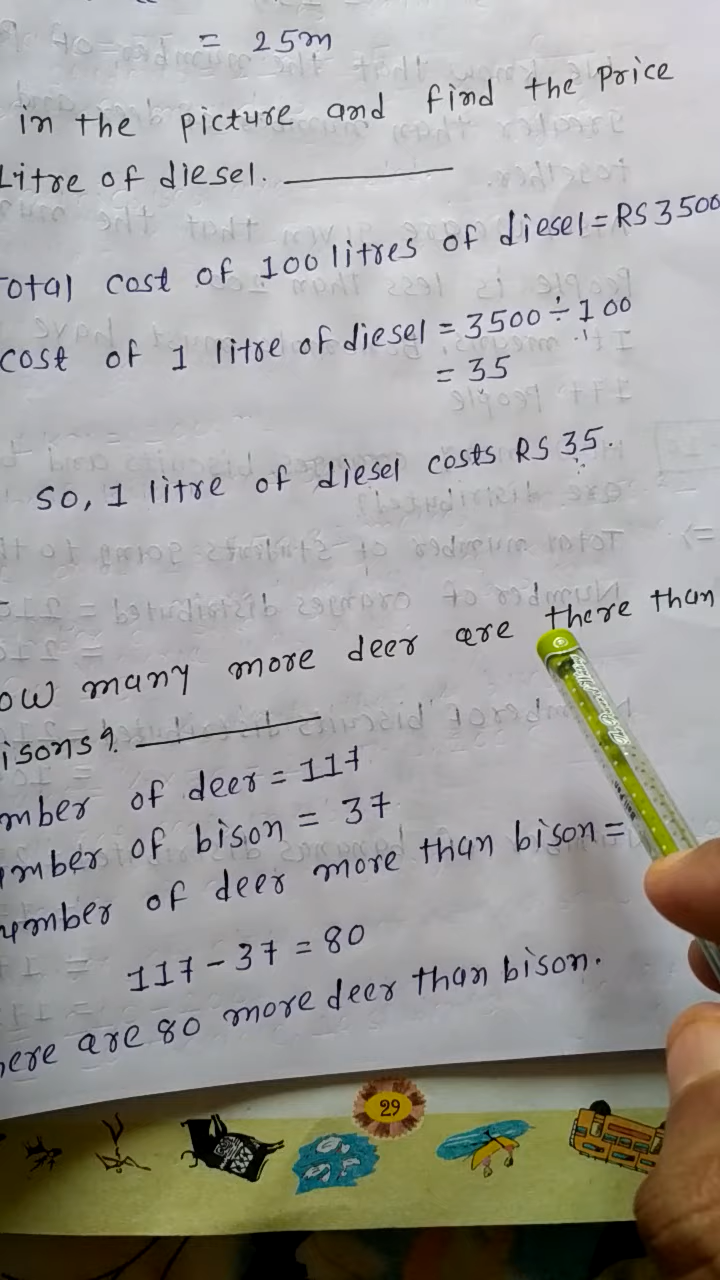 = 25m
in the picture and find the price
Litre of diesel.
Total cost of 100 litres of diesel = RS 3500
cost of 1 litre of diesel = 3500 ÷ 100
= 35
so, 1 litre of diesel costs RS 35.
ow many more deer are there than
isons?
mber of deer = 117
umber of bison = 37
number of deer more than bison =
117 - 37 = 80
here are 80 more deer than bison.
29